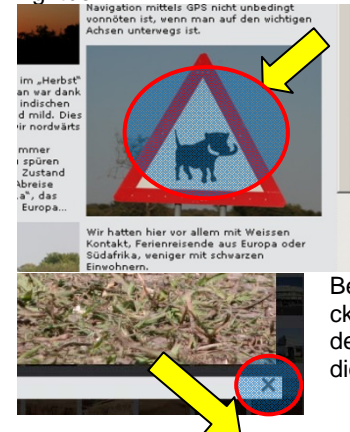 Navigation mittels GPS nicht unbedingt
vonnöten ist, wenn man auf den wichtigen
Achsen unterwegs ist.
im „Herbst"
an war dank
indischen
d mild. Dies
ir nordwärts
mmer
spüren
Zustand
Abreise
a", das
Europa...
Wir hatten hier vor allem mit Weissen
Kontakt, Ferienreisende aus Europa oder
Südafrika, weniger mit schwarzen
Einwohnern.
Be
ck
de
die